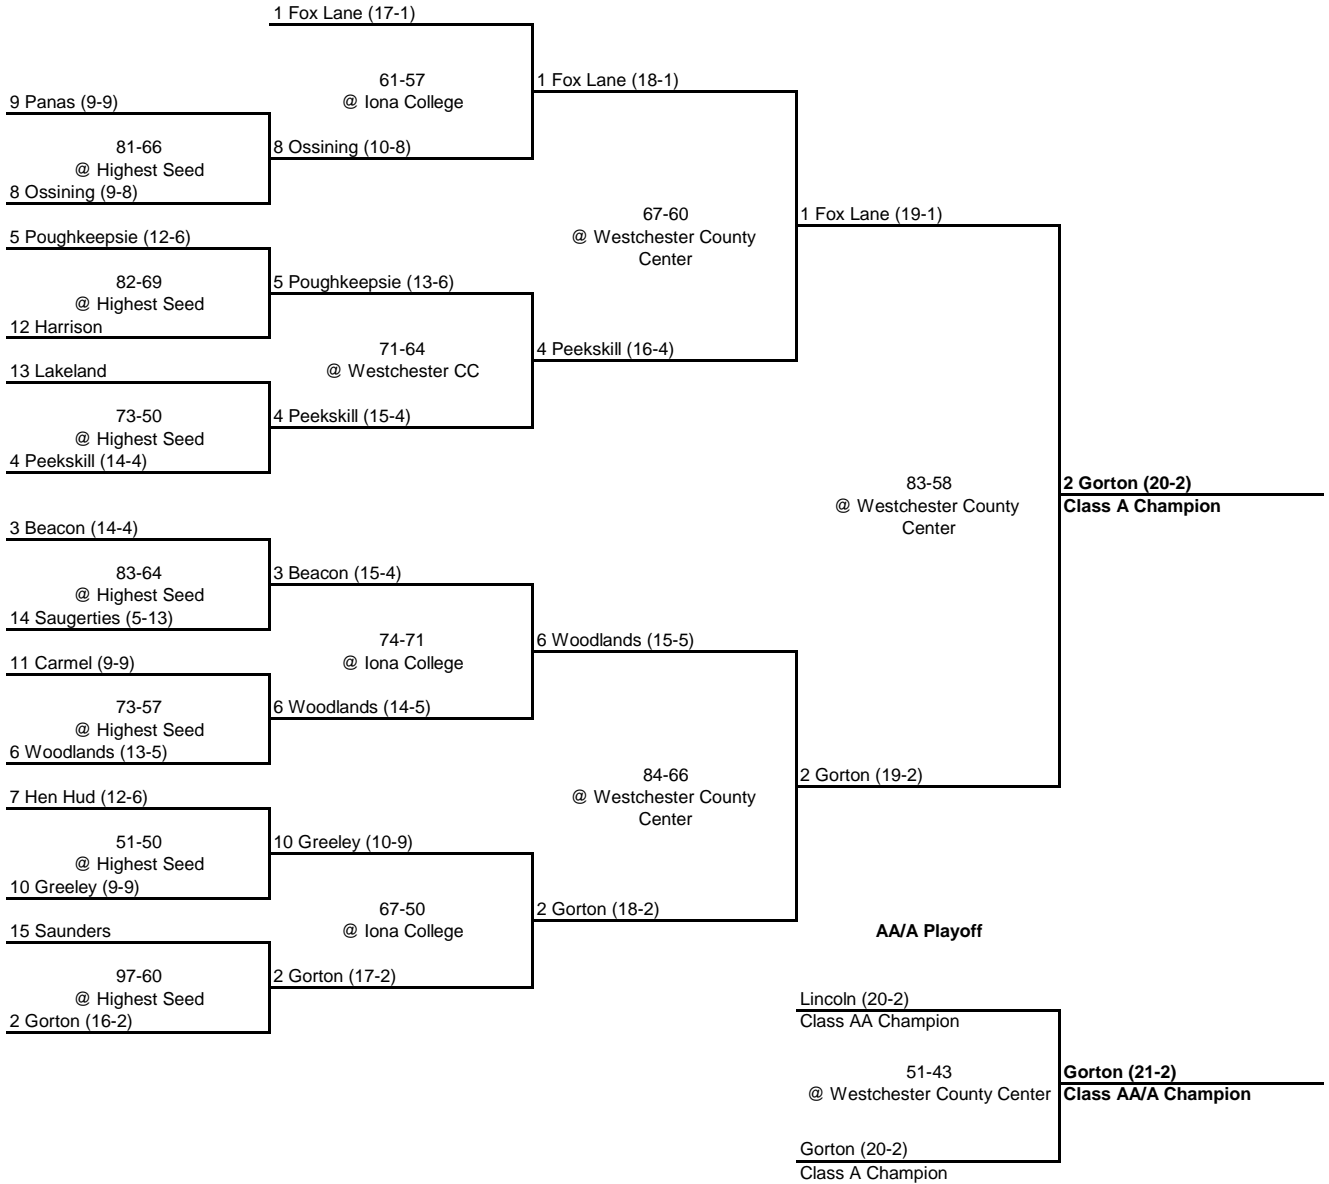 1 Fox Lane (17-1)
61-57
@ Iona College
1 Fox Lane (18-1)
9 Panas (9-9)
81-66
@ Highest Seed
8 Ossining (10-8)
8 Ossining (9-8)
67-60
@ Westchester County
Center
1 Fox Lane (19-1)
5 Poughkeepsie (12-6)
82-69
@ Highest Seed
5 Poughkeepsie (13-6)
12 Harrison
71-64
@ Westchester CC
4 Peekskill (16-4)
13 Lakeland
73-50
@ Highest Seed
4 Peekskill (15-4)
4 Peekskill (14-4)
83-58
@ Westchester County
Center
2 Gorton (20-2)
Class A Champion
3 Beacon (14-4)
83-64
@ Highest Seed
3 Beacon (15-4)
14 Saugerties (5-13)
74-71
@ Iona College
6 Woodlands (15-5)
11 Carmel (9-9)
73-57
@ Highest Seed
6 Woodlands (14-5)
6 Woodlands (13-5)
84-66
@ Westchester County
Center
2 Gorton (19-2)
7 Hen Hud (12-6)
51-50
@ Highest Seed
10 Greeley (10-9)
10 Greeley (9-9)
67-50
@ Iona College
2 Gorton (18-2)
15 Saunders
97-60
@ Highest Seed
2 Gorton (17-2)
2 Gorton (16-2)
AA/A Playoff
Lincoln (20-2)
Class AA Champion
51-43
@ Westchester County Center
Gorton (21-2)
Class AA/A Champion
Gorton (20-2)
Class A Champion